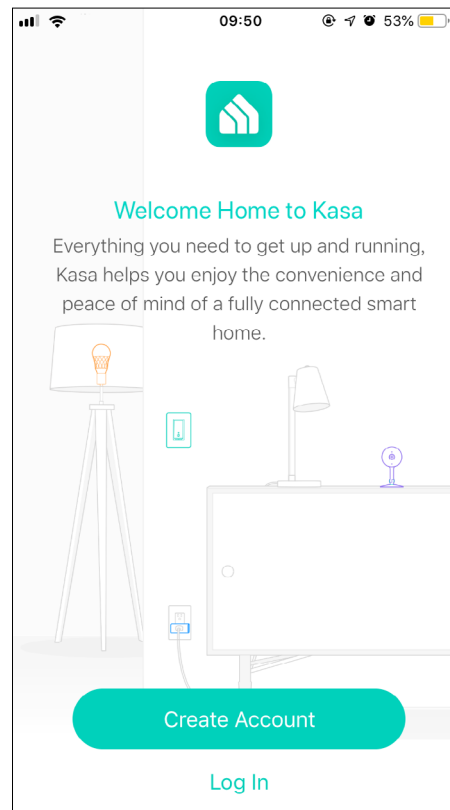 09:50 53%
Welcome Home to Kasa
Everything you need to get up and running,
Kasa helps you enjoy the convenience and
peace of mind of a fully connected smart
home.
Create Account
Log In